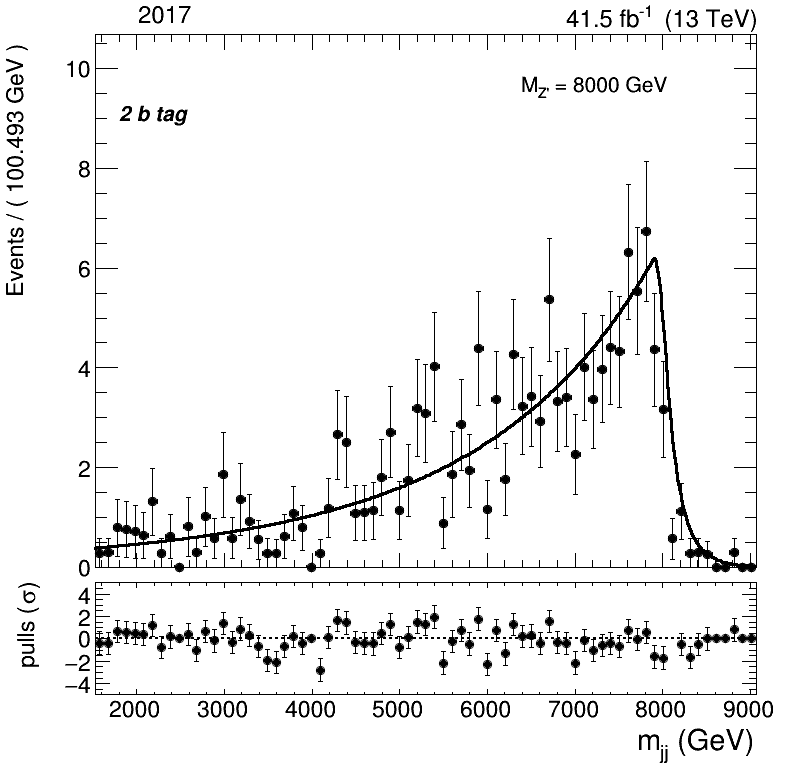 2017
41.5 fb⁻¹ (13 TeV)
Events / ( 100.493 GeV )
10
8
6
4
2
0
M_Z' = 8000 GeV
2 b tag
pulls (σ)
4
2
0
−2
−4
2000 3000 4000 5000 6000 7000 8000 9000
m_jj (GeV)